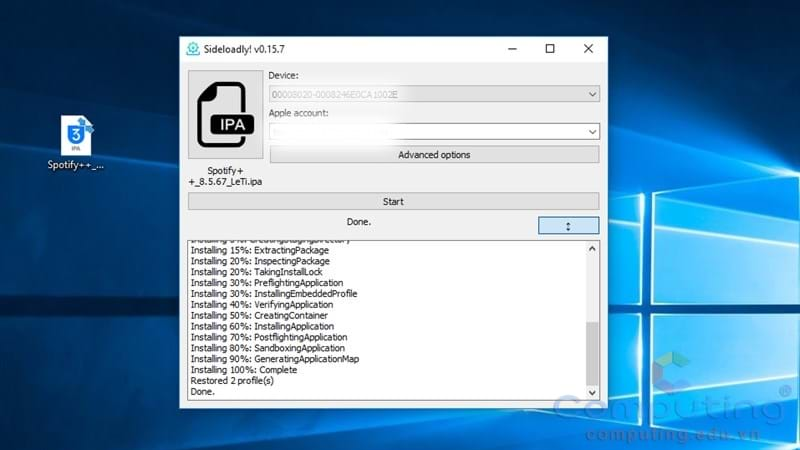 Sideloadly! v0.15.7
Device:
00008020-0008246E0CA1002E
Apple account:
IPA
Advanced options
Spotify+
+_8.5.67_LeTi.ipa
Start
Done.
3
IPA
Spotify++_...
Installing 15%: ExtractingPackage
Installing 20%: InspectingPackage
Installing 20%: TakingInstallLock
Installing 30%: PreflightingApplication
Installing 30%: InstallingEmbeddedProfile
Installing 40%: VerifyingApplication
Installing 50%: CreatingContainer
Installing 60%: InstallingApplication
Installing 70%: PostflightingApplication
Installing 80%: SandboxingApplication
Installing 90%: GeneratingApplicationMap
Installing 100%: Complete
Restored 2 profile(s)
Done.
Computing®
computing.edu.vn